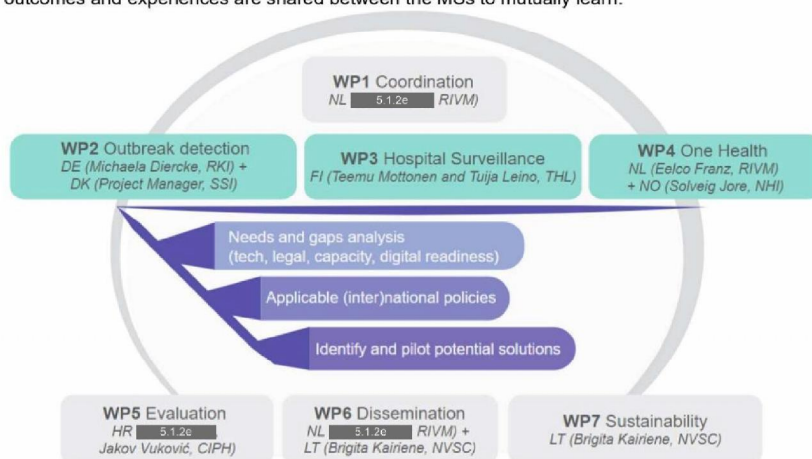 outcomes and experiences are shared between the MSs to mutually learn.
WP1 Coordination
NL 5.1.2e RIVM)
WP2 Outbreak detection
DE (Michaela Diercke, RKI) +
DK (Project Manager, SSI)
WP3 Hospital Surveillance
FI (Teemu Mottonen and Tuija Leino, THL)
WP4 One Health
NL (Eelco Franz, RIVM)
+ NO (Solveig Jore, NHI)
Needs and gaps analysis
(tech, legal, capacity, digital readiness)
Applicable (inter)national policies
Identify and pilot potential solutions
WP5 Evaluation
HR 5.1.2e,
Jakov Vuković, CIPH)
WP6 Dissemination
NL 5.1.2e RIVM) +
LT (Brigita Kairiene, NVSC)
WP7 Sustainability
LT (Brigita Kairiene, NVSC)